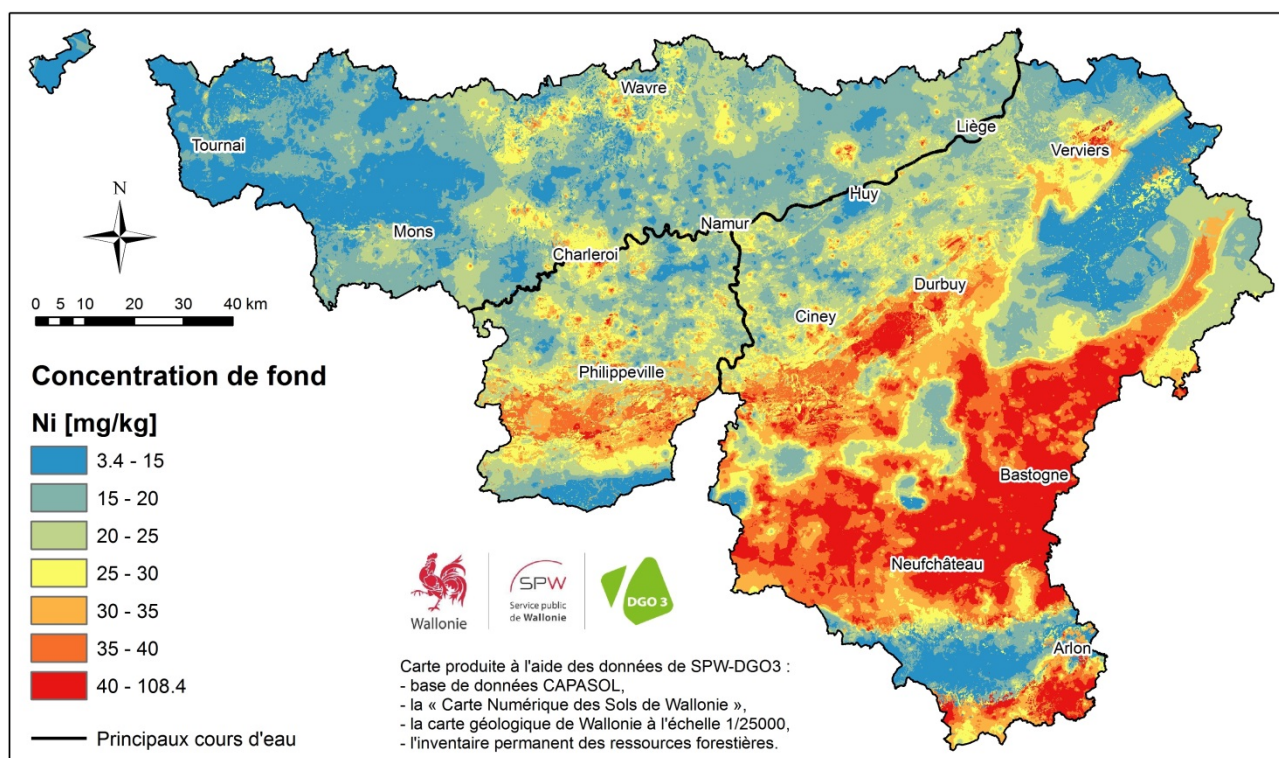 Wavre
Liège
Tournai
Verviers
Huy
Namur
Mons
Charleroi
N
Durbuy
Ciney
0 5 10 20 30 40 km
Philippeville
Concentration de fond
Ni [mg/kg]
3.4 - 15
15 - 20
20 - 25
25 - 30
30 - 35
35 - 40
40 - 108.4
Principaux cours d'eau
Bastogne
Neufchâteau
Arlon
Wallonie
SPW
Service public
de Wallonie
DGO 3
Carte produite à l'aide des données de SPW-DGO3 :
- base de données CAPASOL,
- la « Carte Numérique des Sols de Wallonie »,
- la carte géologique de Wallonie à l'échelle 1/25000,
- l'inventaire permanent des ressources forestières.